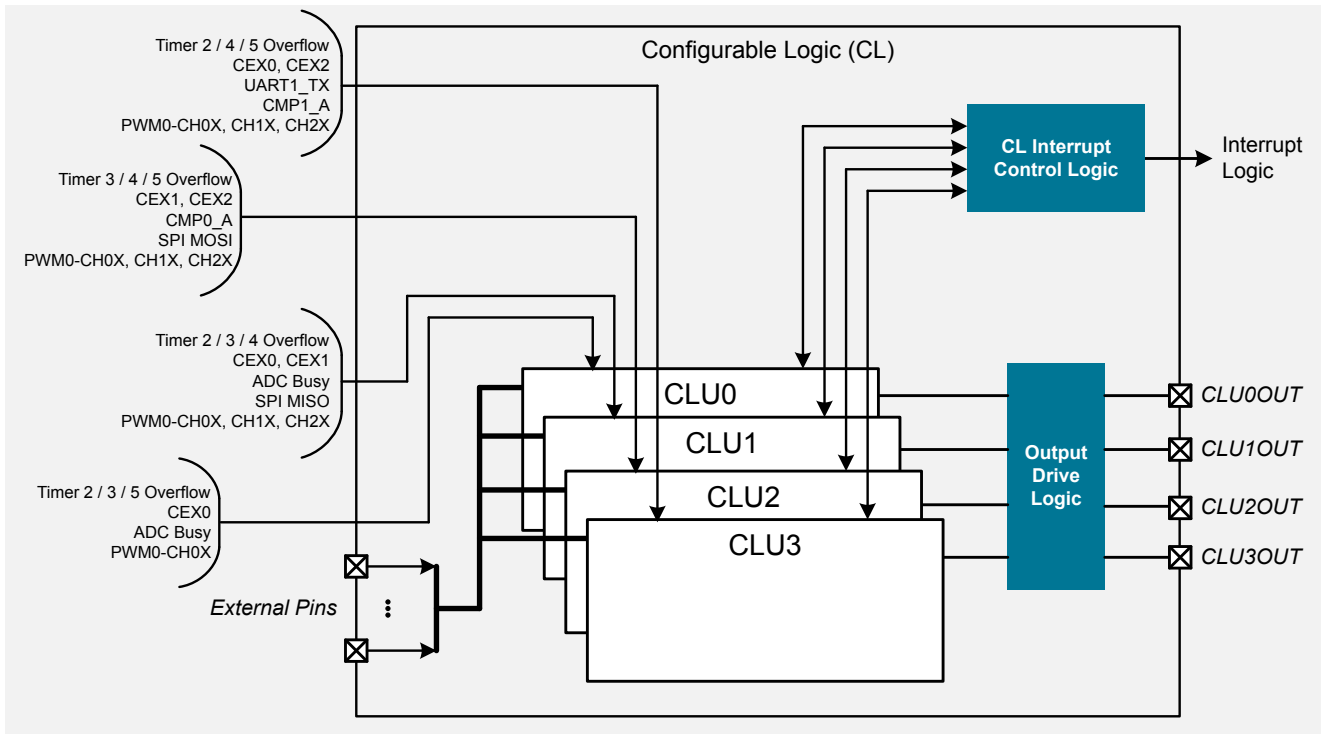 Configurable Logic (CL)
Timer 2 / 4 / 5 Overflow
CEX0, CEX2
UART1_TX
CMP1_A
PWM0-CH0X, CH1X, CH2X
Timer 3 / 4 / 5 Overflow
CEX1, CEX2
CMP0_A
SPI MOSI
PWM0-CH0X, CH1X, CH2X
Timer 2 / 3 / 4 Overflow
CEX0, CEX1
ADC Busy
SPI MISO
PWM0-CH0X, CH1X, CH2X
Timer 2 / 3 / 5 Overflow
CEX0
ADC Busy
PWM0-CH0X
External Pins
CL Interrupt
Control Logic
Interrupt
Logic
CLU0
CLU1
CLU2
CLU3
Output
Drive
Logic
CLU0OUT
CLU1OUT
CLU2OUT
CLU3OUT